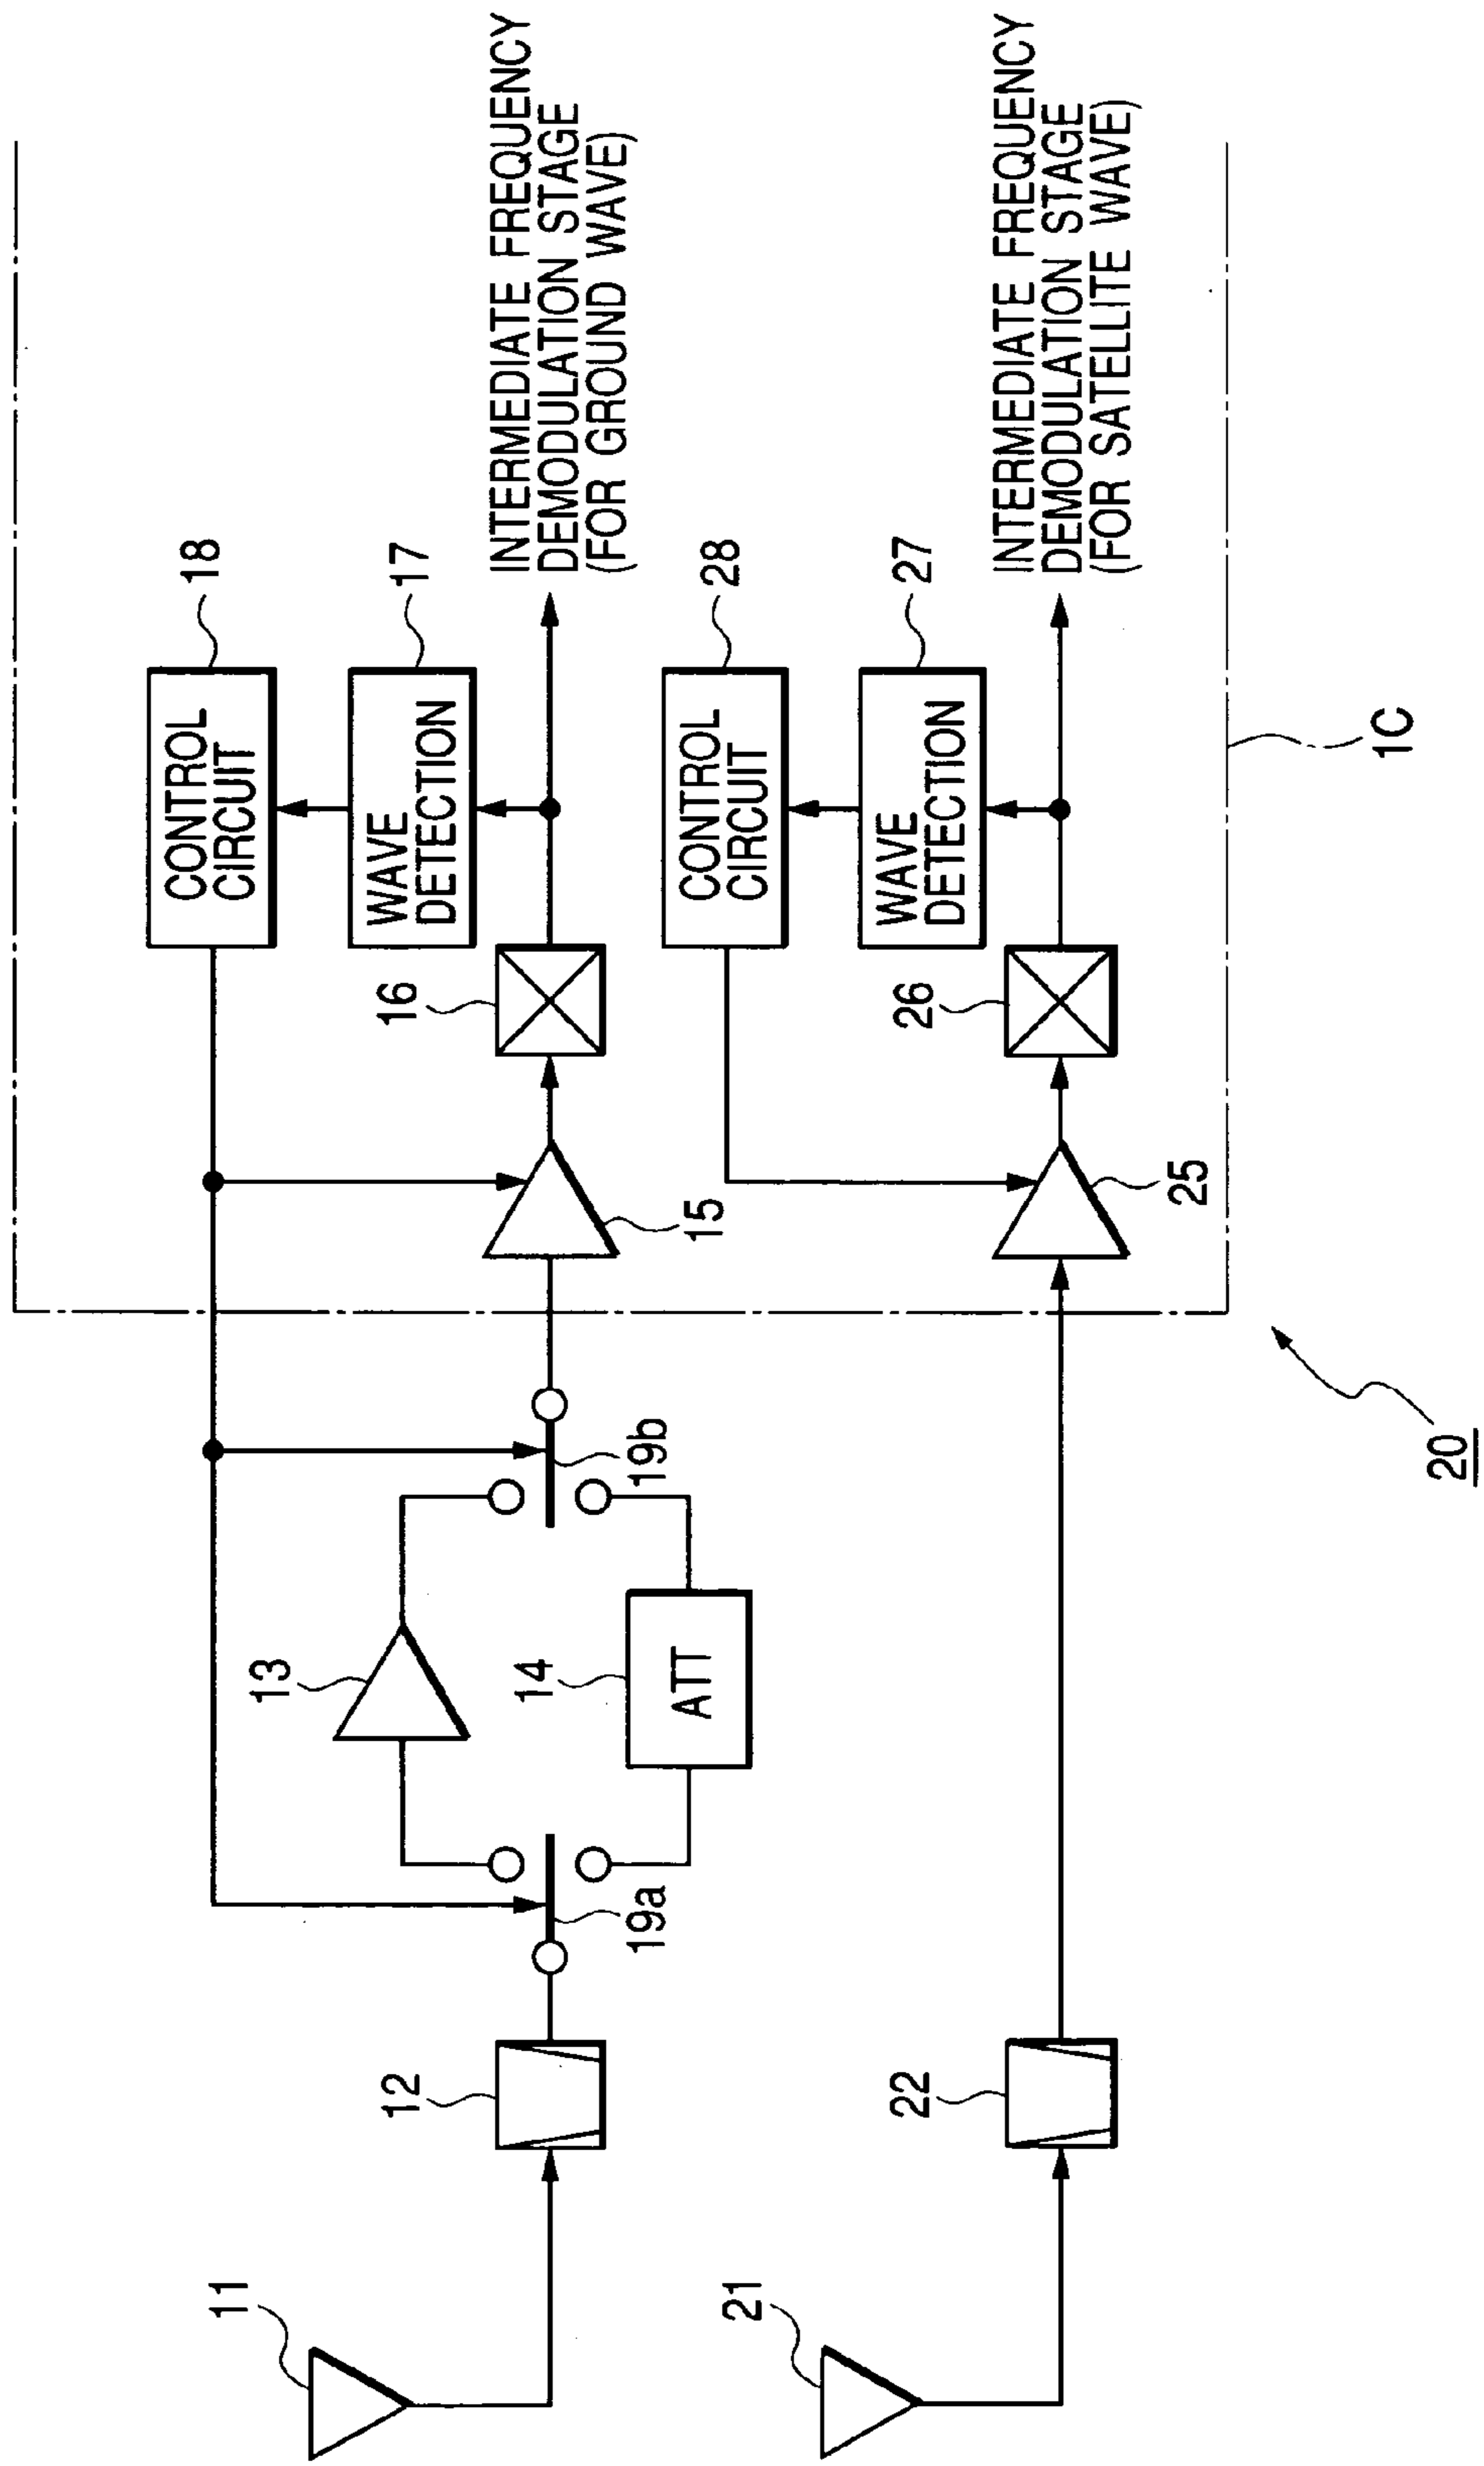 11
12
13
14
ATT
19a
19b
15
16
CONTROL
CIRCUIT
18
WAVE
DETECTION
17
INTERMEDIATE FREQUENCY
DEMODULATION STAGE
(FOR GROUND WAVE)
21
22
25
26
CONTROL
CIRCUIT
28
WAVE
DETECTION
27
INTERMEDIATE FREQUENCY
DEMODULATION STAGE
(FOR SATELLITE WAVE)
1C
20